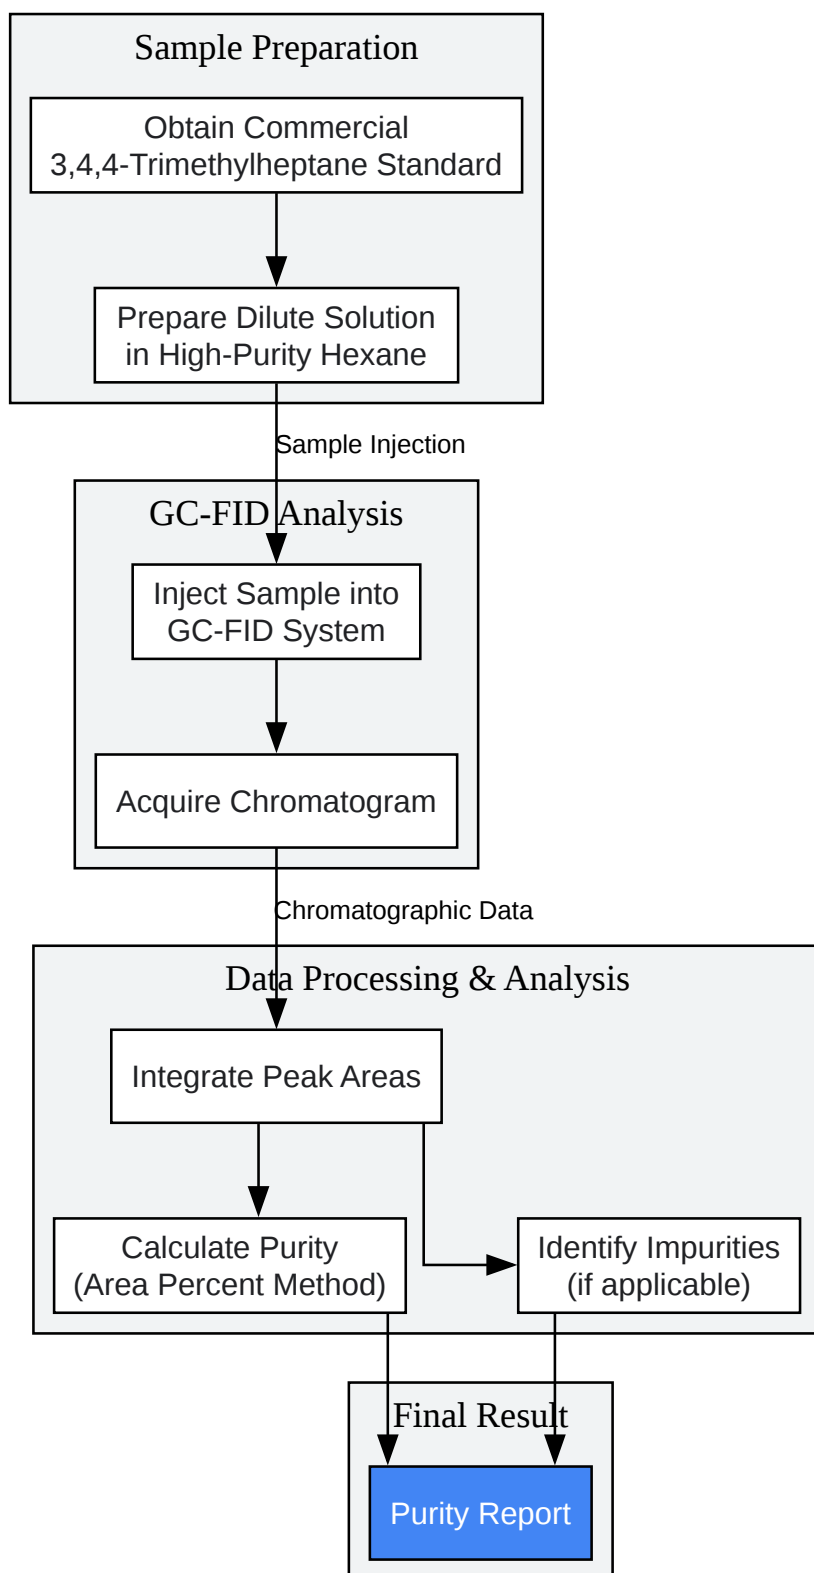 Sample Preparation
Obtain Commercial
3,4,4-Trimethylheptane Standard
Prepare Dilute Solution
in High-Purity Hexane
Sample Injection
GC-FID Analysis
Inject Sample into
GC-FID System
Acquire Chromatogram
Chromatographic Data
Data Processing & Analysis
Integrate Peak Areas
Calculate Purity
(Area Percent Method)
Identify Impurities
(if applicable)
Final Result
Purity Report